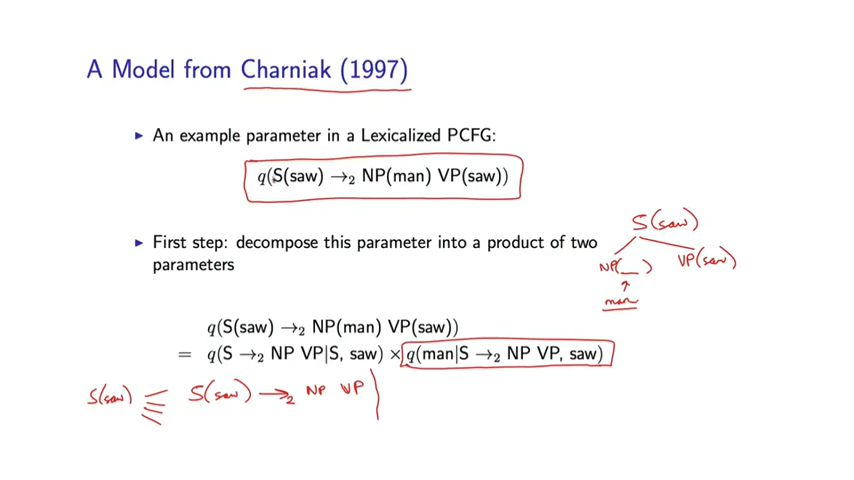 A Model from Charniak (1997)
▶ An example parameter in a Lexicalized PCFG:
q(S(saw) →₂ NP(man) VP(saw))
S(saw)
▶ First step: decompose this parameter into a product of two
parameters
NP(_) VP(saw)
↑
man
q(S(saw) →₂ NP(man) VP(saw))
= q(S →₂ NP VP|S, saw) × q(man|S →₂ NP VP, saw)
S(saw) S(saw) →₂ NP VP